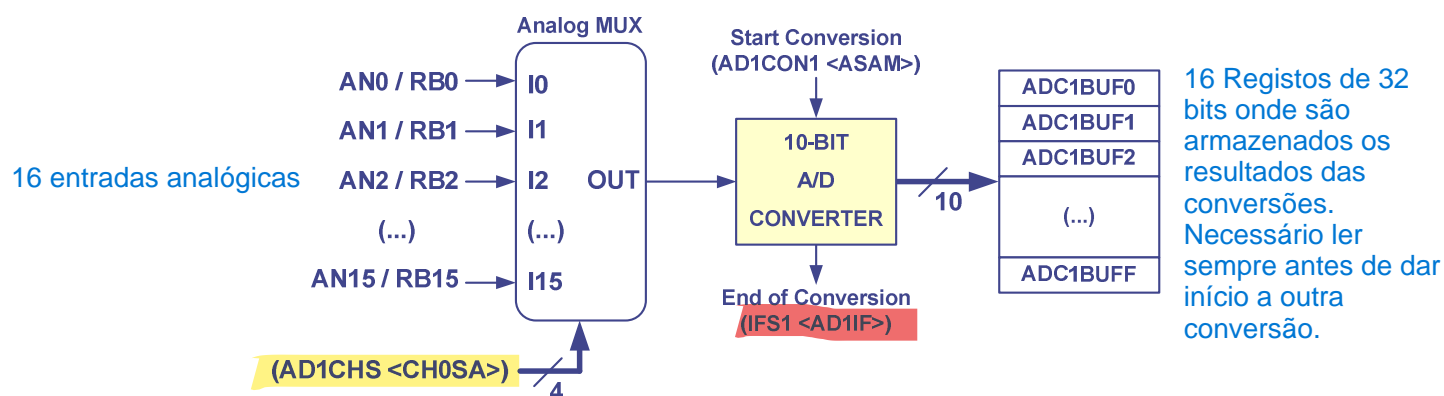 Analog MUX
Start Conversion
(AD1CON1 <ASAM>)
AN0 / RB0
I0
AN1 / RB1
I1
AN2 / RB2
I2
OUT
(...)
(...)
AN15 / RB15
I15
16 entradas analógicas
10-BIT
A/D
CONVERTER
10
End of Conversion
(IFS1 <AD1IF>)
(AD1CHS <CH0SA>)
4
ADC1BUF0
ADC1BUF1
ADC1BUF2
(...)
ADC1BUFF
16 Registos de 32
bits onde são
armazenados os
resultados das
conversões.
Necessário ler
sempre antes de dar
início a outra
conversão.